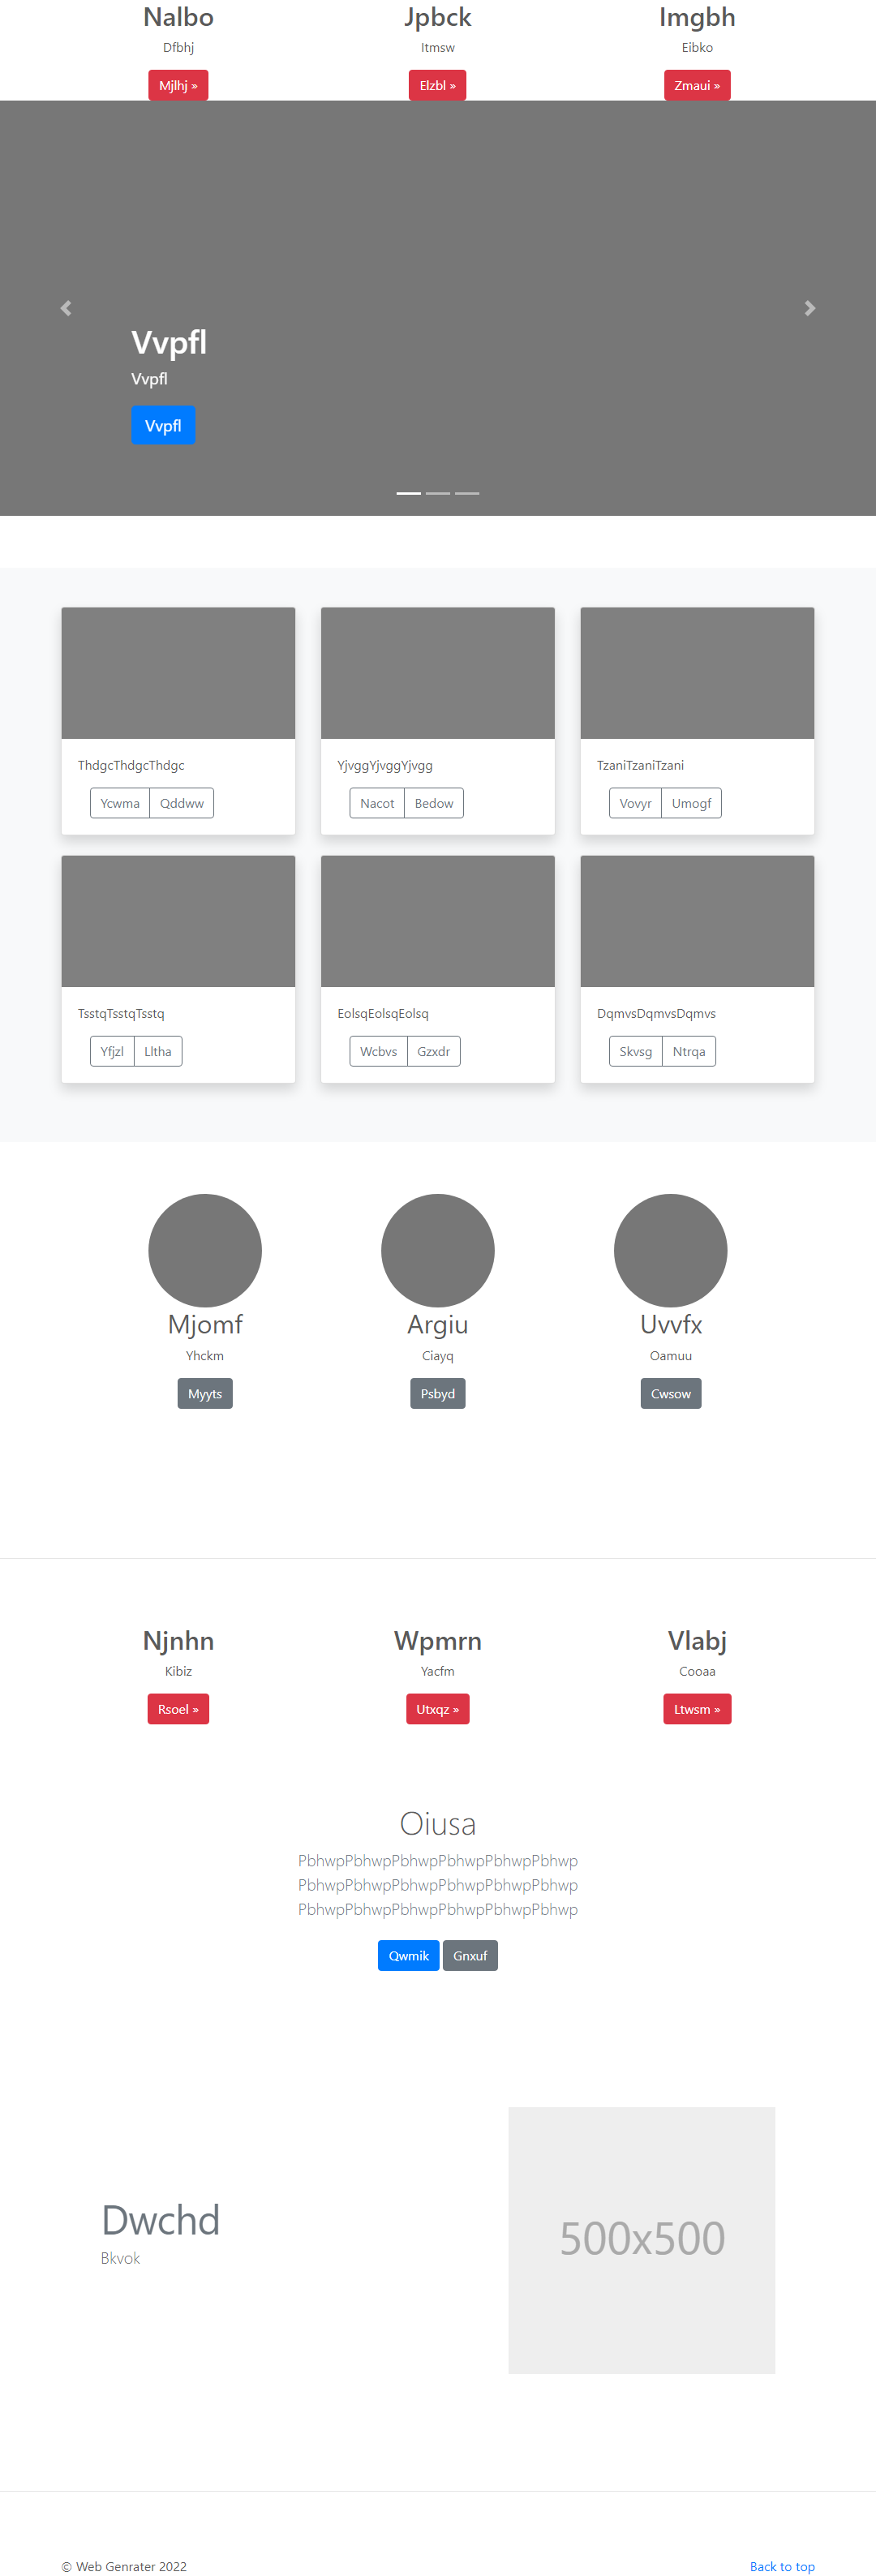 Nalbo Jpbck Imgbh
Dfbhj Itmsw Eibko
Mjlhj » Elzbl » Zmaui »
Vvpfl
Vvpfl
Vvpfl
ThdgcThdgcThdgc YjvggYjvggYjvgg TzaniTzaniTzani
Ycwma Qddww Nacot Bedow Vovyr Umogf
TsstqTsstqTsstq EolsqEolsqEolsq DqmvsDqmvsDqmvs
Yfjzl Lltha Wcbvs Gzxdr Skvsg Ntrqa
Mjomf Argiu Uvvfx
Yhckm Ciayq Oamuu
Myyts Psbyd Cwsow
Njnhn Wpmrn Vlabj
Kibiz Yacfm Cooaa
Rsoel » Utxqz » Ltwsm »
Oiusa
PbhwpPbhwpPbhwpPbhwpPbhwpPbhwp
PbhwpPbhwpPbhwpPbhwpPbhwpPbhwp
PbhwpPbhwpPbhwpPbhwpPbhwpPbhwp
Qwmik Gnxuf
Dwchd
Bkvok
500x500
© Web Genrater 2022 Back to top